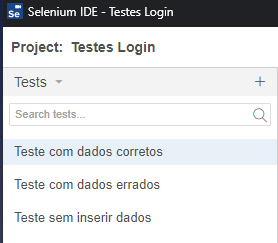 Se Selenium IDE - Testes Login
Project: Testes Login
Tests
Search tests...
Teste com dados corretos
Teste com dados errados
Teste sem inserir dados